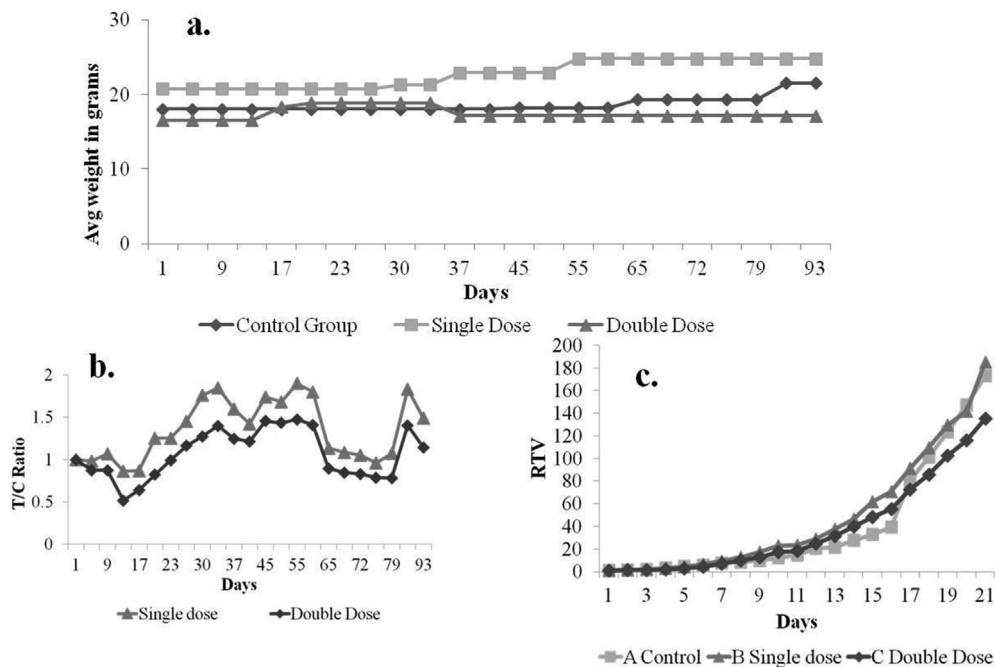 a.
Avg weight in grams
30
20
10
0
1 9 17 23 30 37 45 55 65 72 79 93
Days
Control Group Single Dose Double Dose
b.
T/C Ratio
2
1.5
1
0.5
0
1 9 17 23 30 37 45 55 65 72 79 93
Days
Single dose Double Dose
c.
RTV
200
180
160
140
120
100
80
60
40
20
0
1 3 5 7 9 11 13 15 17 19 21
Days
A Control B Single dose C Double Dose